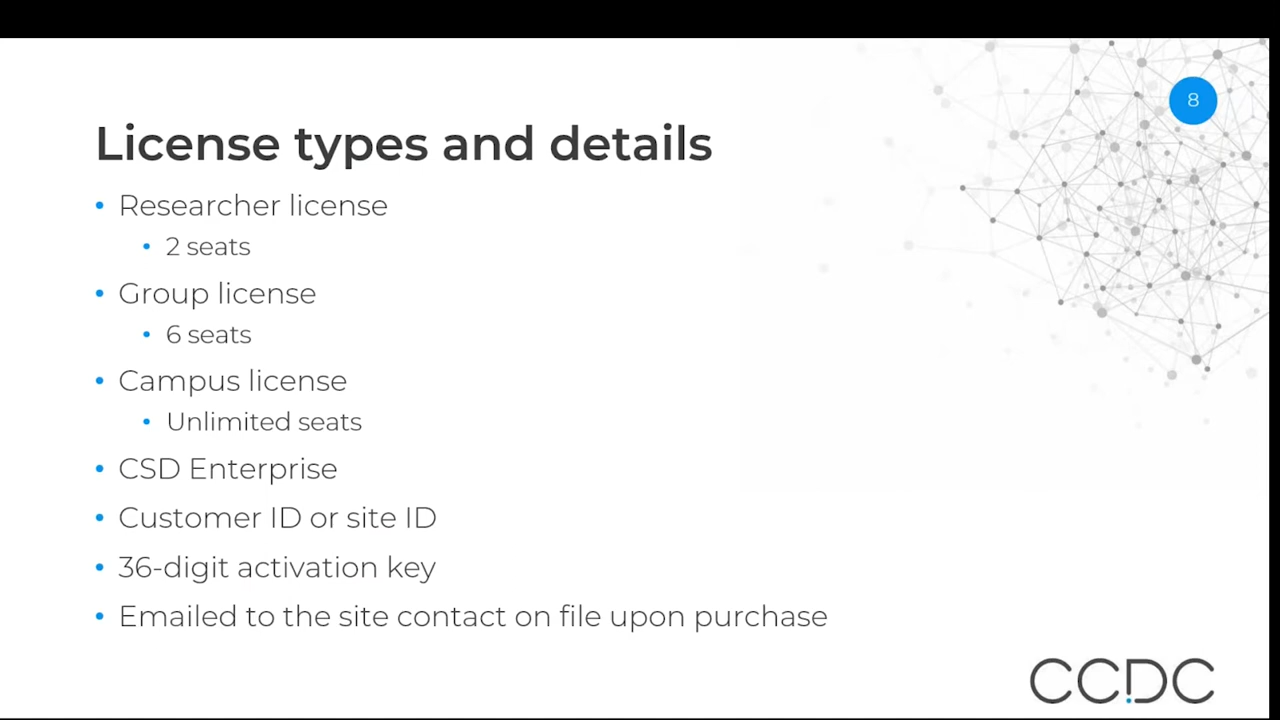 8
License types and details
• Researcher license
• 2 seats
• Group license
• 6 seats
• Campus license
• Unlimited seats
• CSD Enterprise
• Customer ID or site ID
• 36-digit activation key
• Emailed to the site contact on file upon purchase
CCDC